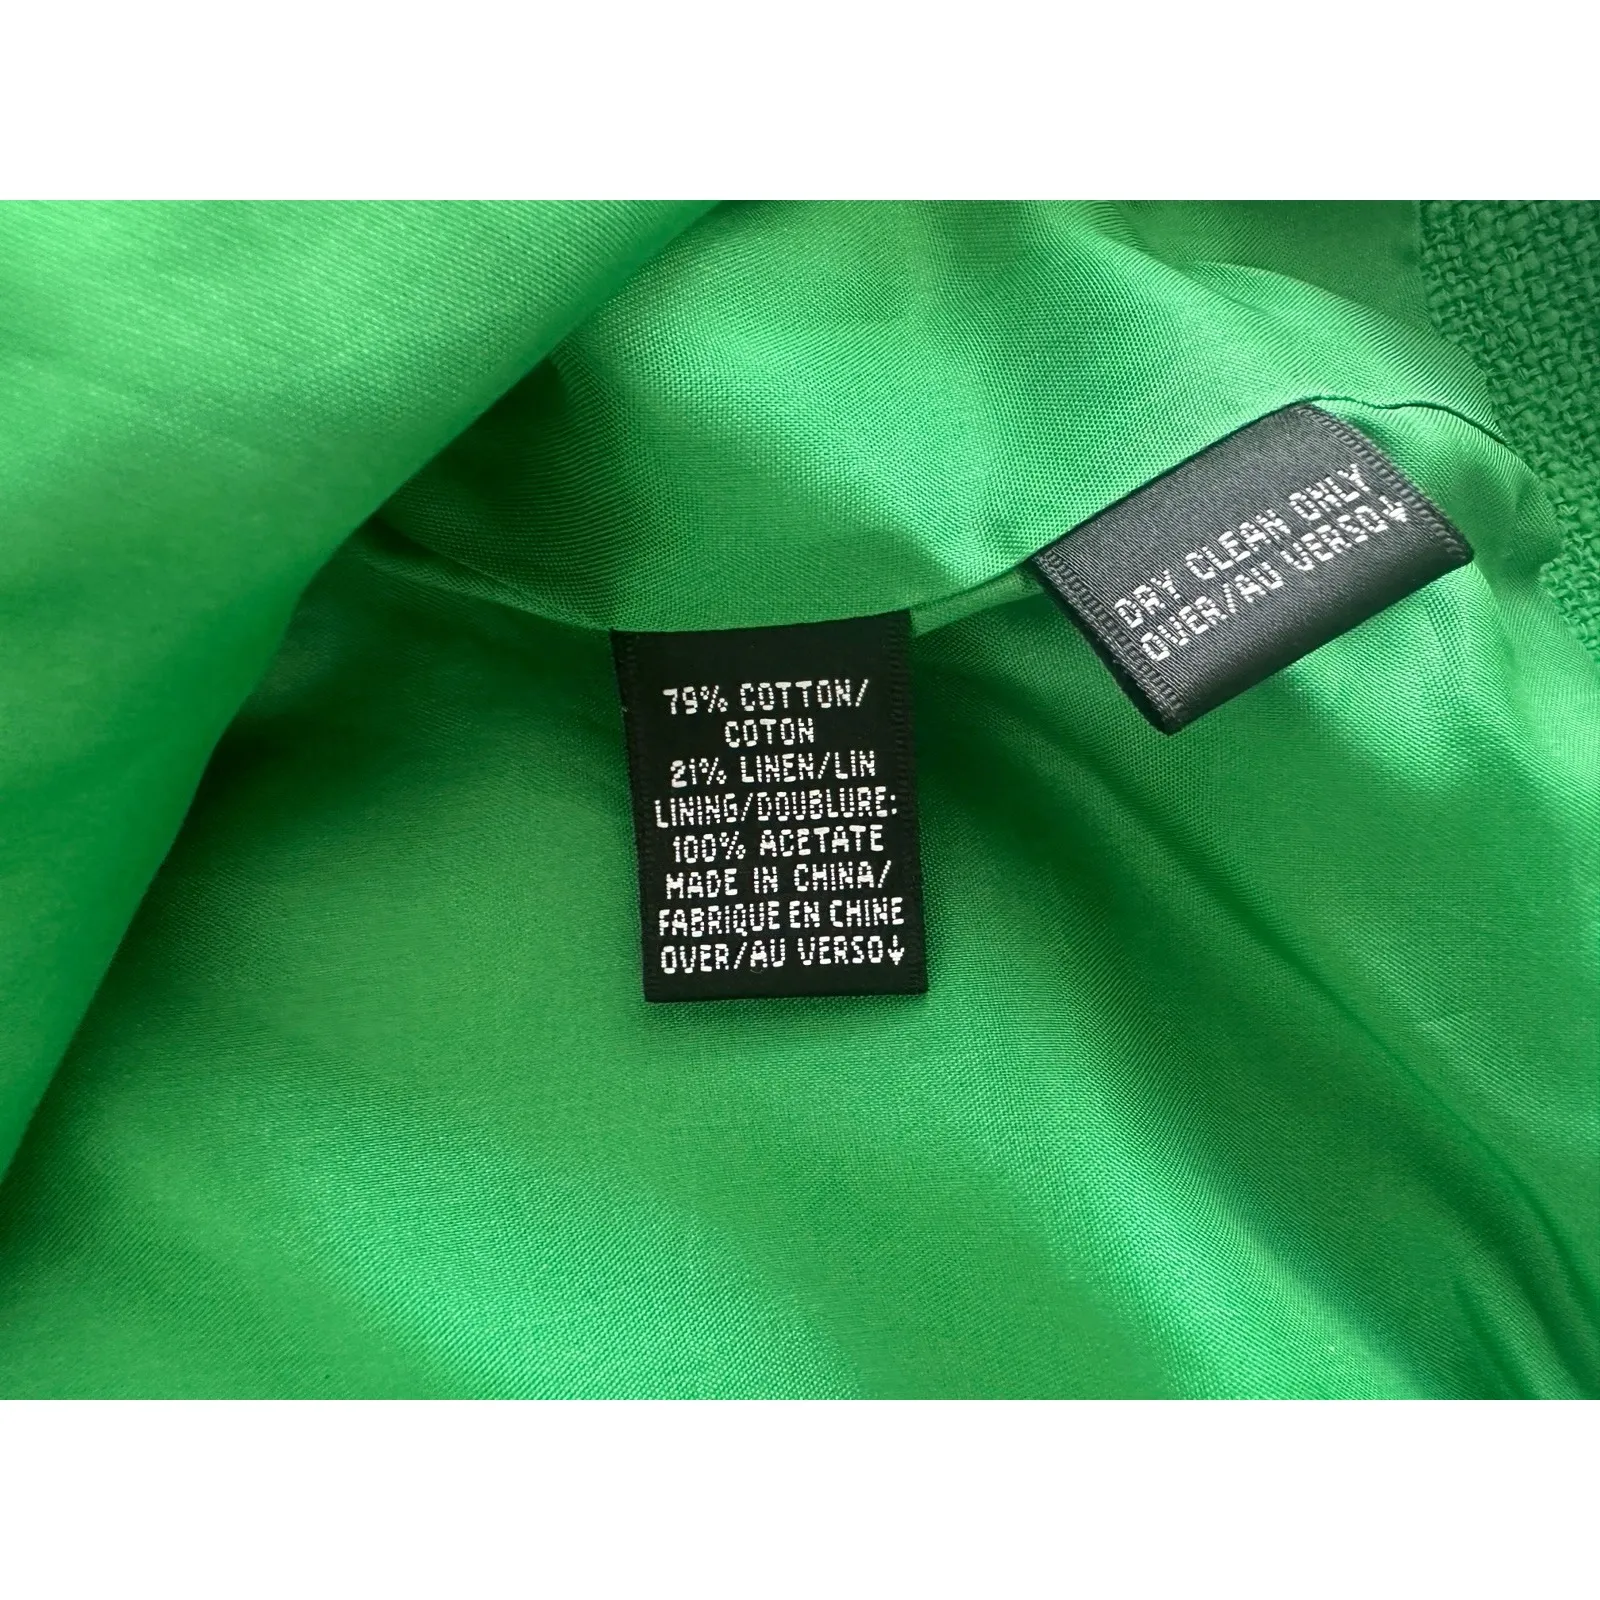 79% COTTON/
COTON
21% LINEN/LIN
LINING/DOUBLURE:
100% ACETATE
MADE IN CHINA/
FABRIQUE EN CHINE
OVER/AU VERSO↓
DRY CLEAN ONLY
OVER/AU VERSO↓